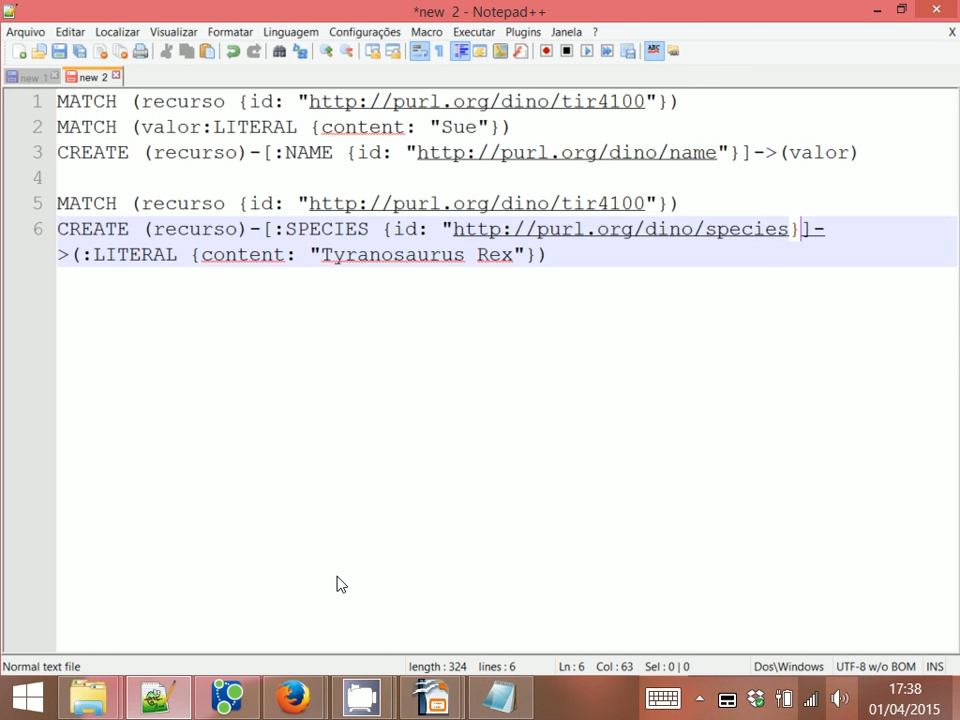 *new 2 - Notepad++
Arquivo Editar Localizar Visualizar Formatar Linguagem Configurações Macro Executar Plugins Janela ? X
new 1 new 2
1 MATCH (recurso {id: "http://purl.org/dino/tir4100"})
2 MATCH (valor:LITERAL {content: "Sue"})
3 CREATE (recurso)-[:NAME {id: "http://purl.org/dino/name"}]->(valor)
4
5 MATCH (recurso {id: "http://purl.org/dino/tir4100"})
6 CREATE (recurso)-[:SPECIES {id: "http://purl.org/dino/species}]-
>(:LITERAL {content: "Tyranosaurus Rex"})
Normal text file length : 324 lines : 6 Ln : 6 Col : 63 Sel : 0 | 0 Dos\Windows UTF-8 w/o BOM INS
17:38
01/04/2015